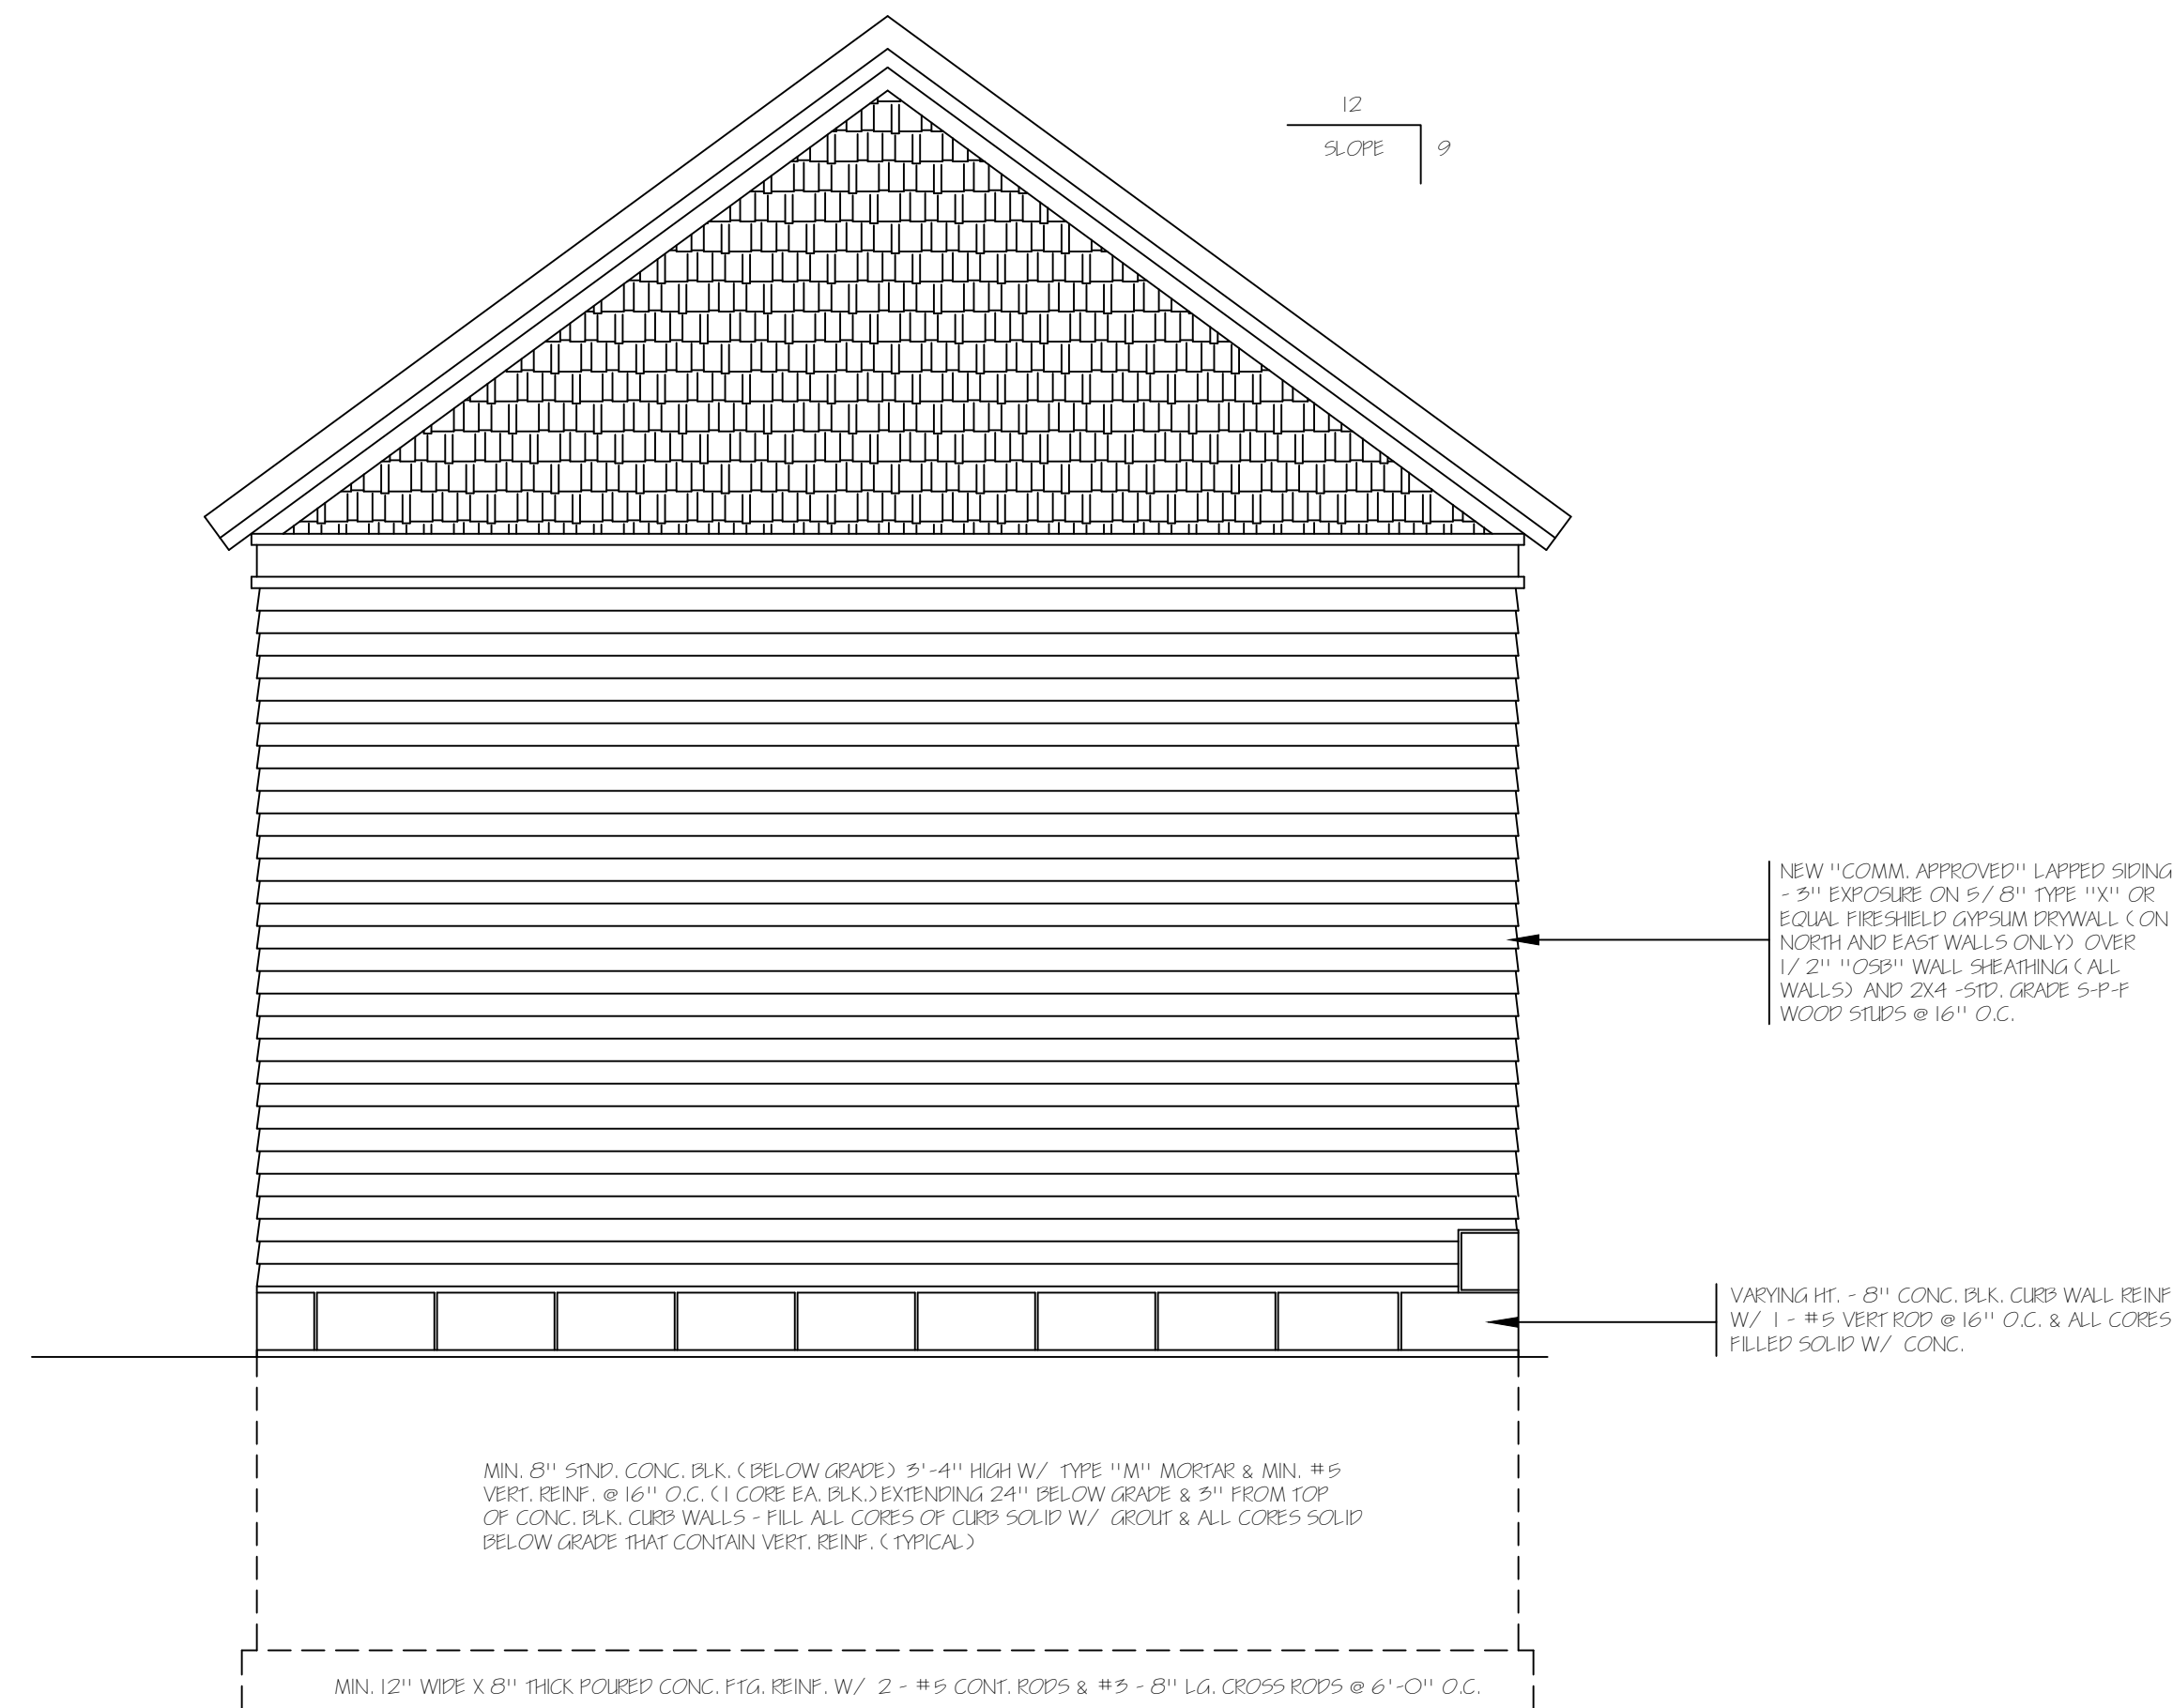 12
SLOPE 9
NEW "COMM. APPROVED" LAPPED SIDING
- 3" EXPOSURE ON 5/8" TYPE "X" OR
EQUAL FIRESHIELD GYPSUM DRYWALL (ON
NORTH AND EAST WALLS ONLY) OVER
1/2" "OSB" WALL SHEATHING (ALL
WALLS) AND 2X4 -STD. GRADE S-P-F
WOOD STUDS @ 16" O.C.
VARYING HT. - 8" CONC. BLK. CURB WALL REINF
W/ 1 - #5 VERT ROD @ 16" O.C. & ALL CORES
FILLED SOLID W/ CONC.
MIN. 8" STND. CONC. BLK. (BELOW GRADE) 3'-4" HIGH W/ TYPE "M" MORTAR & MIN. #5
VERT. REINF. @ 16" O.C. (1 CORE EA. BLK.) EXTENDING 24" BELOW GRADE & 3" FROM TOP
OF CONC. BLK. CURB WALLS - FILL ALL CORES OF CURB SOLID W/ GROUT & ALL CORES SOLID
BELOW GRADE THAT CONTAIN VERT. REINF. (TYPICAL)
MIN. 12" WIDE X 8" THICK POURED CONC. FTG. REINF. W/ 2 - #5 CONT. RODS & #3 - 8" LG. CROSS RODS @ 6'-0" O.C.